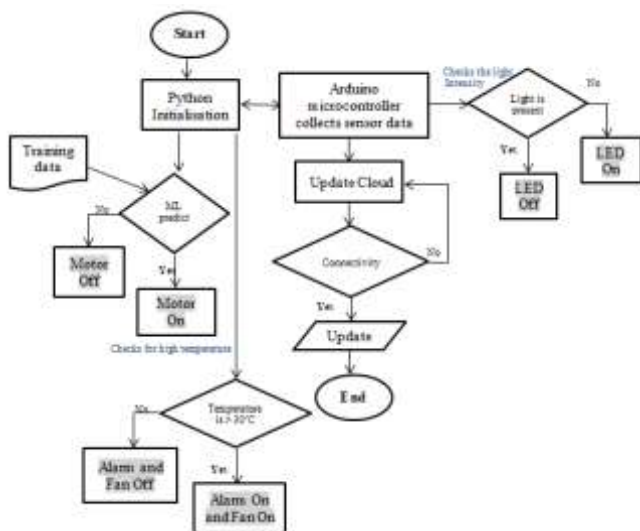 Start
Python
Initialisation
Arduino
microcontroller
collects sensor data
Checks the light
Intensity
Light is
present
No
Yes
LED
On
LED
Off
Training
data
ML
predict
No
Motor
Off
Yes
Motor
On
Update Cloud
Connectivity
No
Yes
Update
End
Checks for high temperature
Temperature
No
Alarm and
Fan Off
Yes
Alarm On
and Fan On